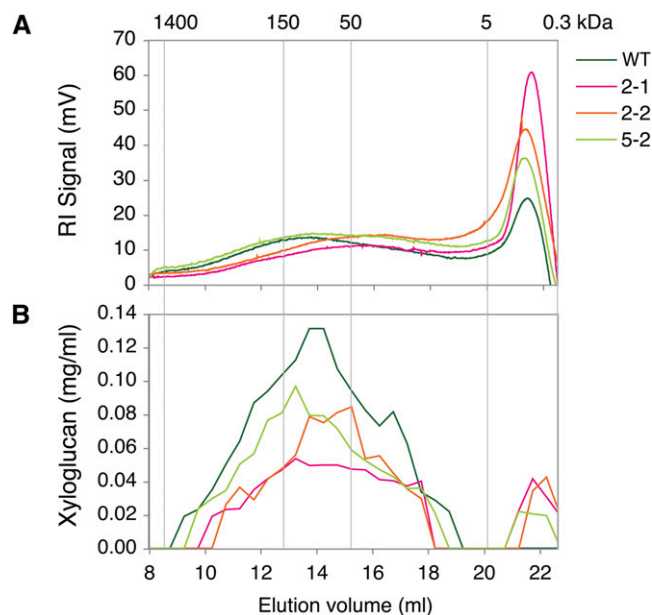 A
1400 150 50 5 0.3 kDa
70
60
50
40
30
20
10
0
RI Signal (mV)
WT
2-1
2-2
5-2
B
0.14
0.12
0.10
0.08
0.06
0.04
0.02
0.00
Xyloglucan (mg/ml)
8 10 12 14 16 18 20 22
Elution volume (ml)